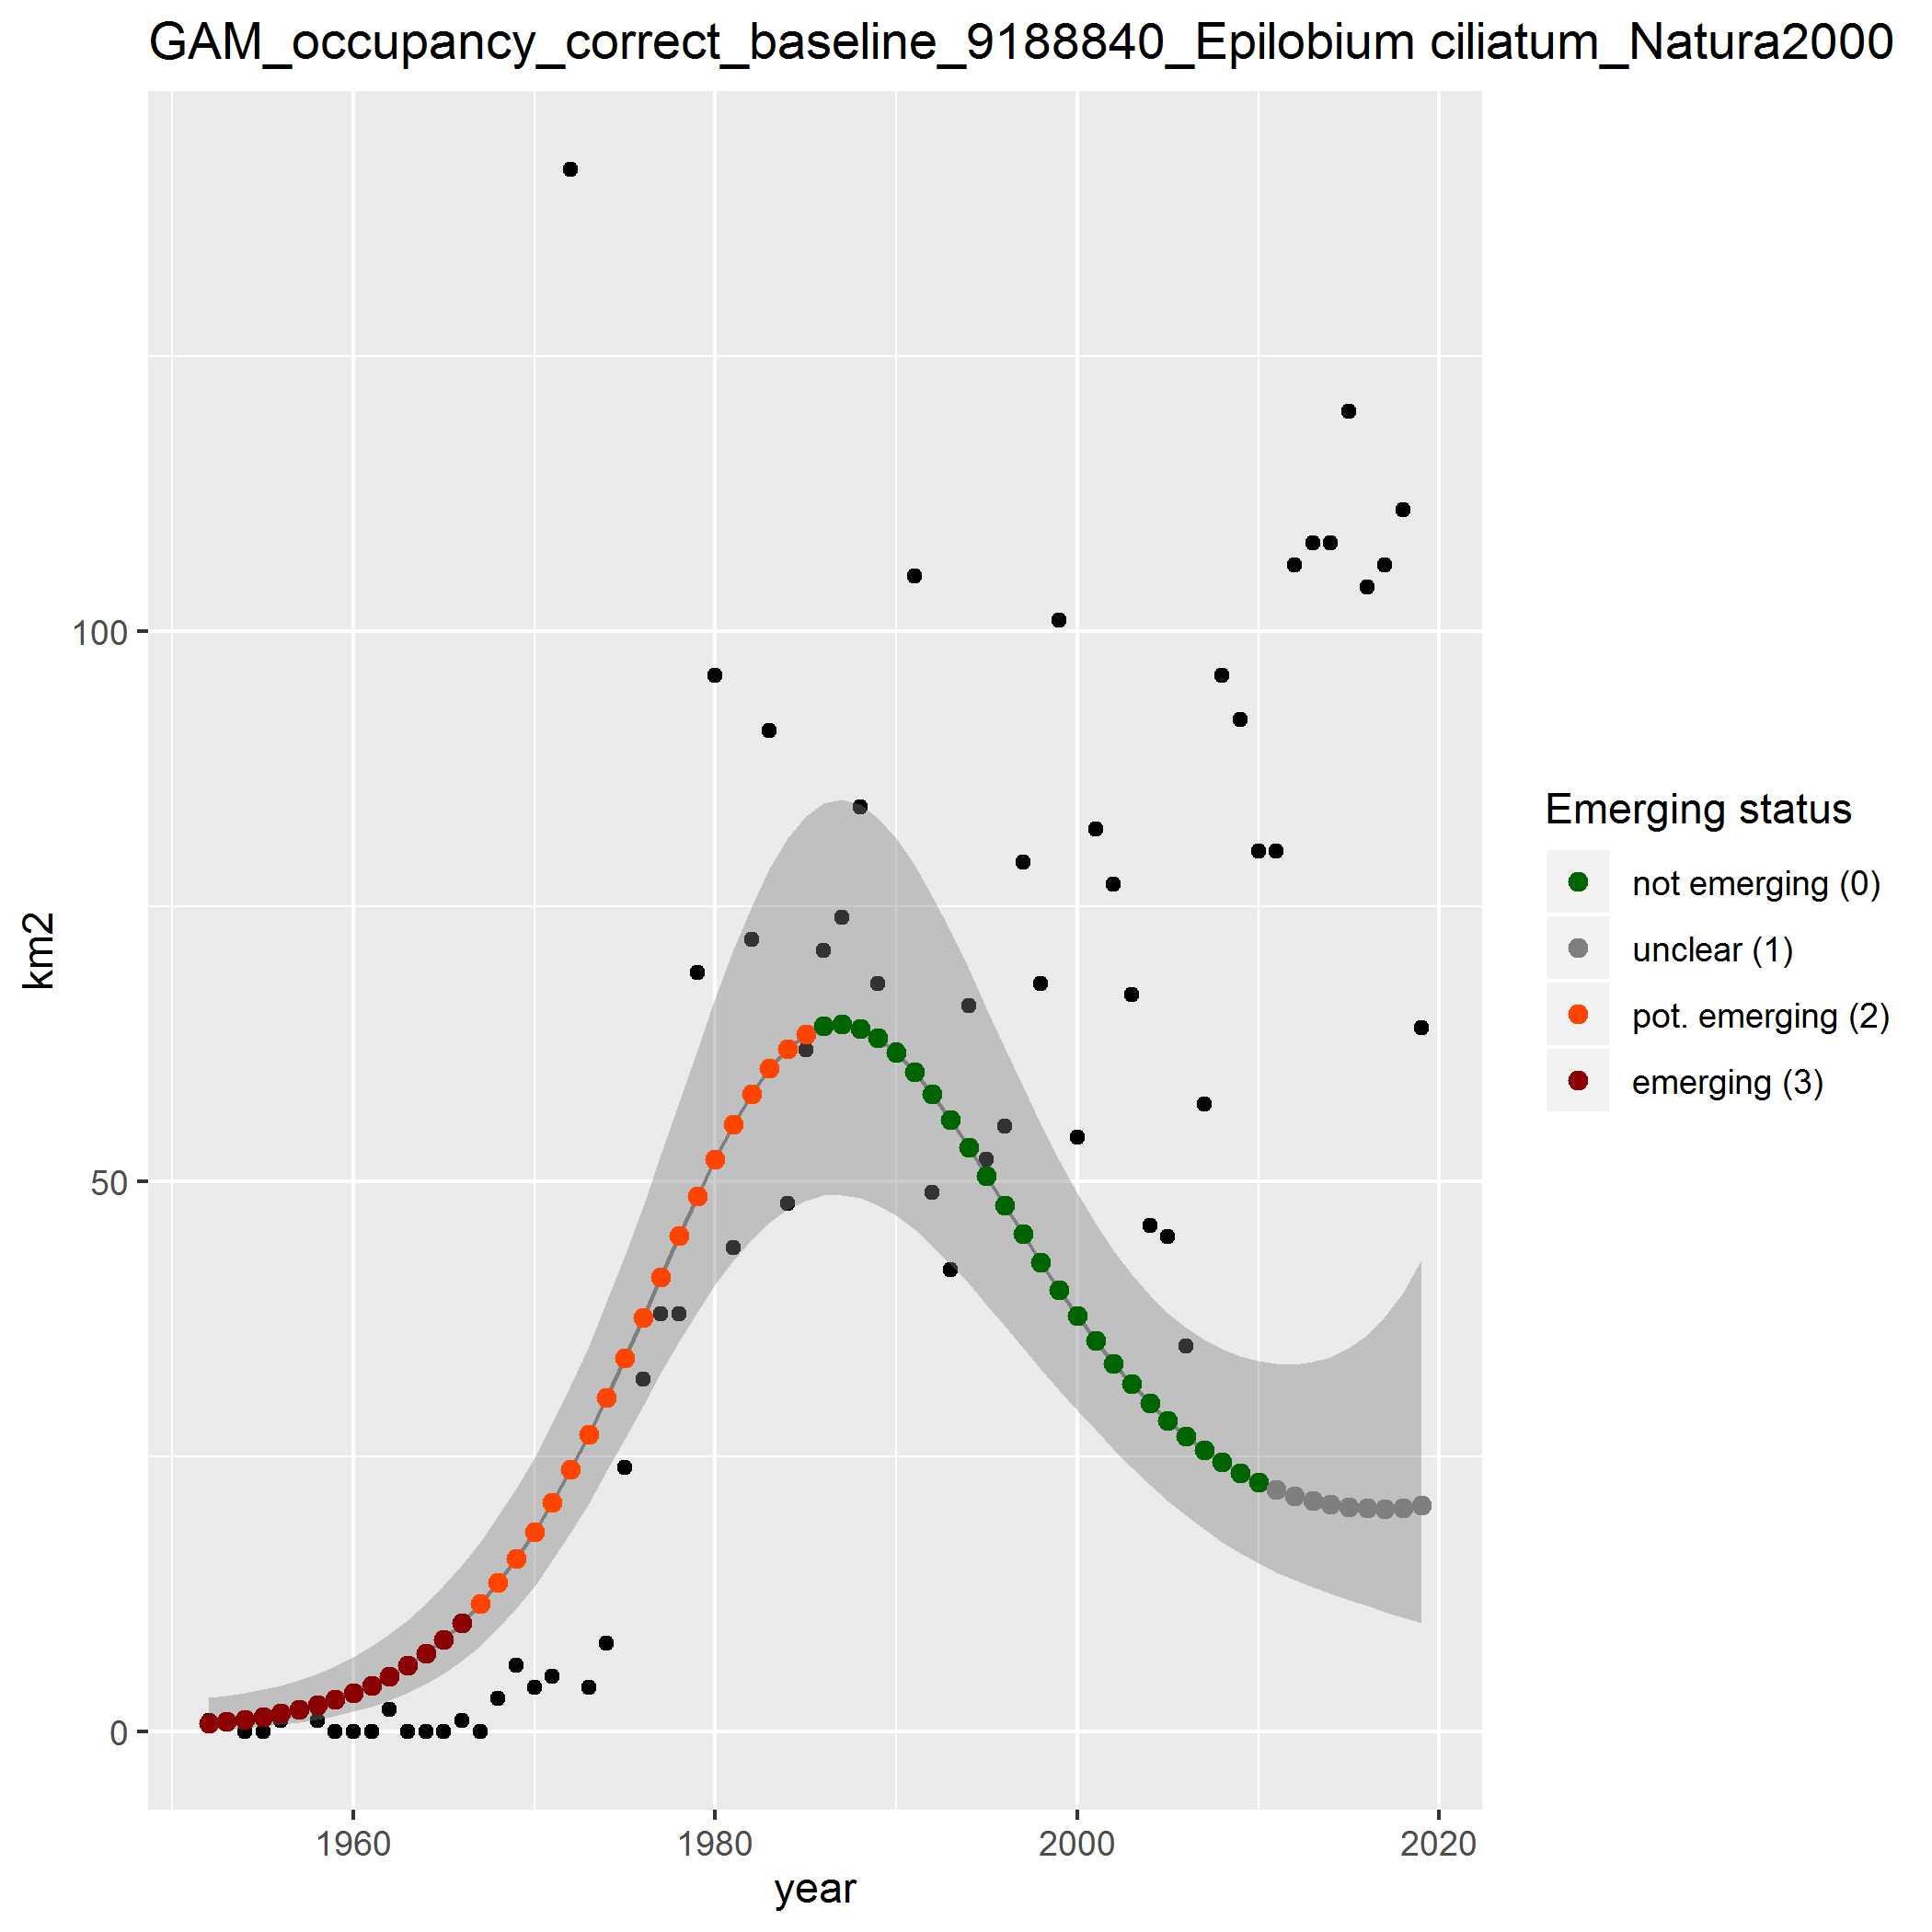 GAM_occupancy_correct_baseline_9188840_Epilobium ciliatum_Natura2000
km2
100
50
0
1960
1980
2000
2020
year
Emerging status
not emerging (0)
unclear (1)
pot. emerging (2)
emerging (3)